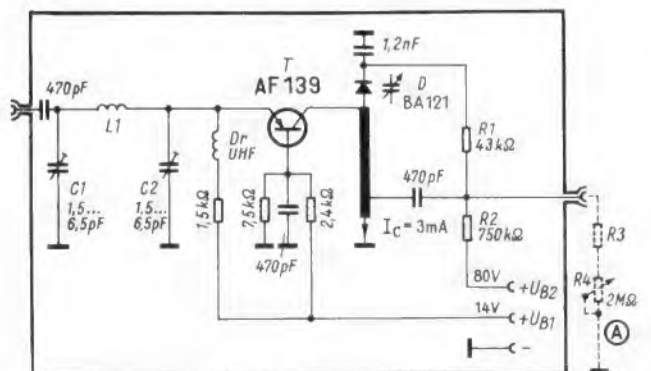 1,2nF
T
AF 139
D
BA121
470pF
L1
Dr
UHF
R1
43kΩ
C1
1,5...
6,5pF
C2
1,5...
6,5pF
1,5kΩ
7,5kΩ
470pF
2,4kΩ
470pF
IC = 3mA
R2
750kΩ
R3
R4
2MΩ
A
80V
+UB2
14V
+UB1
-